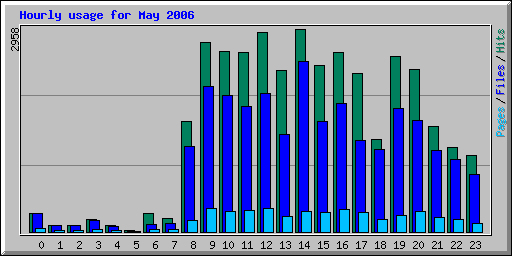 Hourly usage for May 2006
2958
Pages / Files / Hits
0 1 2 3 4 5 6 7 8 9 10 11 12 13 14 15 16 17 18 19 20 21 22 23